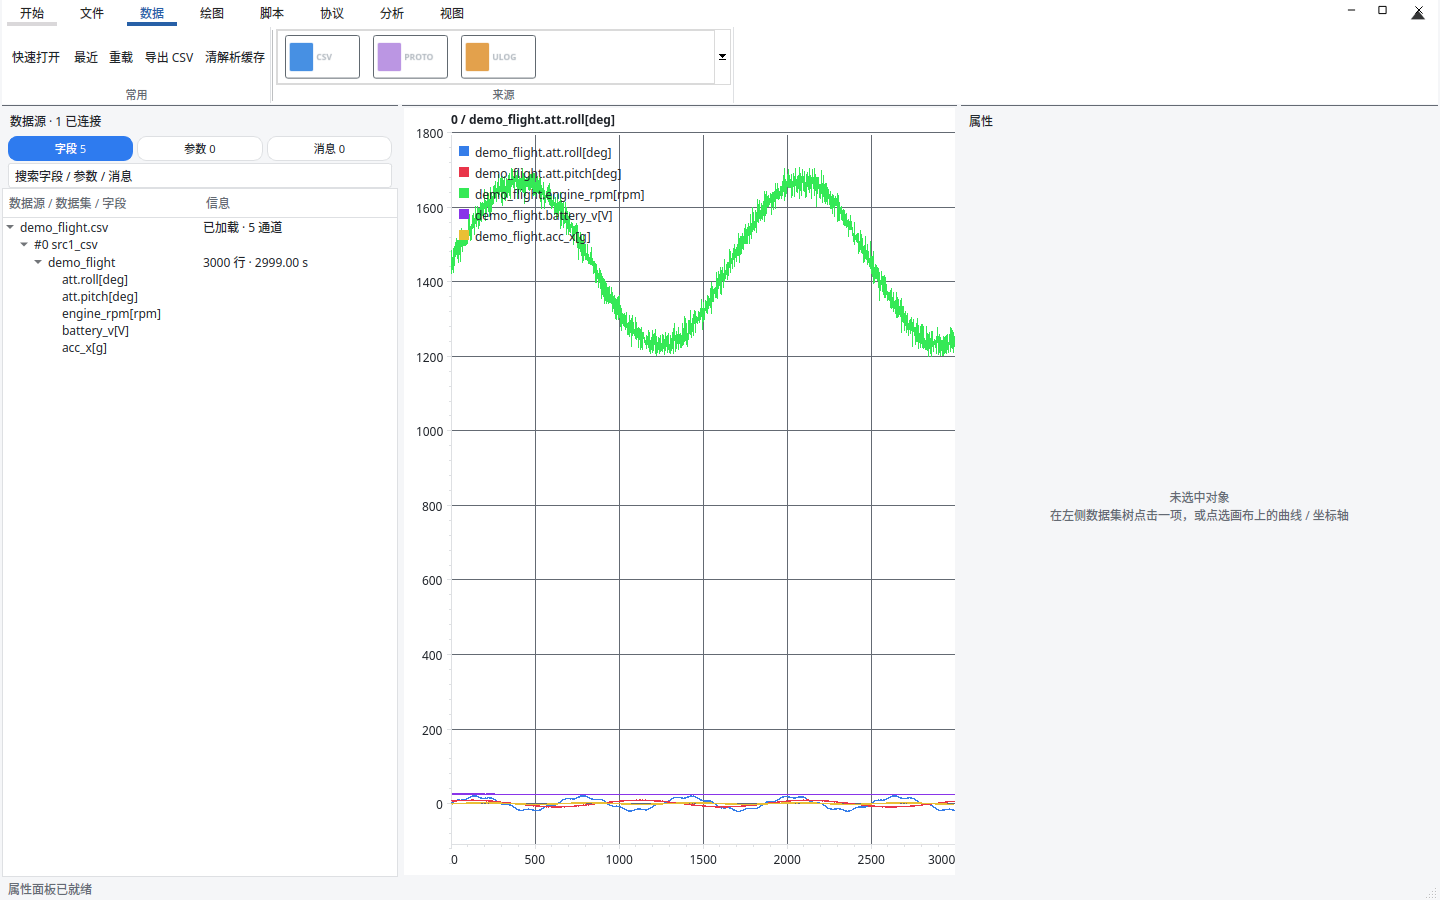 开始 文件 数据 绘图 脚本 协议 分析 视图
快速打开 最近 重载 导出 CSV 清解析缓存
CSV PROTO ULOG
常用 来源
数据源 · 1 已连接
字段 5 参数 0 消息 0
搜索字段 / 参数 / 消息
数据源 / 数据集 / 字段 信息
demo_flight.csv 已加载 · 5 通道
#0 src1_csv
demo_flight 3000 行 · 2999.00 s
att.roll[deg]
att.pitch[deg]
engine_rpm[rpm]
battery_v[V]
acc_x[g]
0 / demo_flight.att.roll[deg]
1800
1600
1400
1200
1000
800
600
400
200
0
demo_flight.att.roll[deg]
demo_flight.att.pitch[deg]
demo_flight.engine_rpm[rpm]
demo_flight.battery_v[V]
demo_flight.acc_x[g]
0 500 1000 1500 2000 2500 3000
属性
未选中对象
在左侧数据集树点击一项，或点选画布上的曲线 / 坐标轴
属性面板已就绪